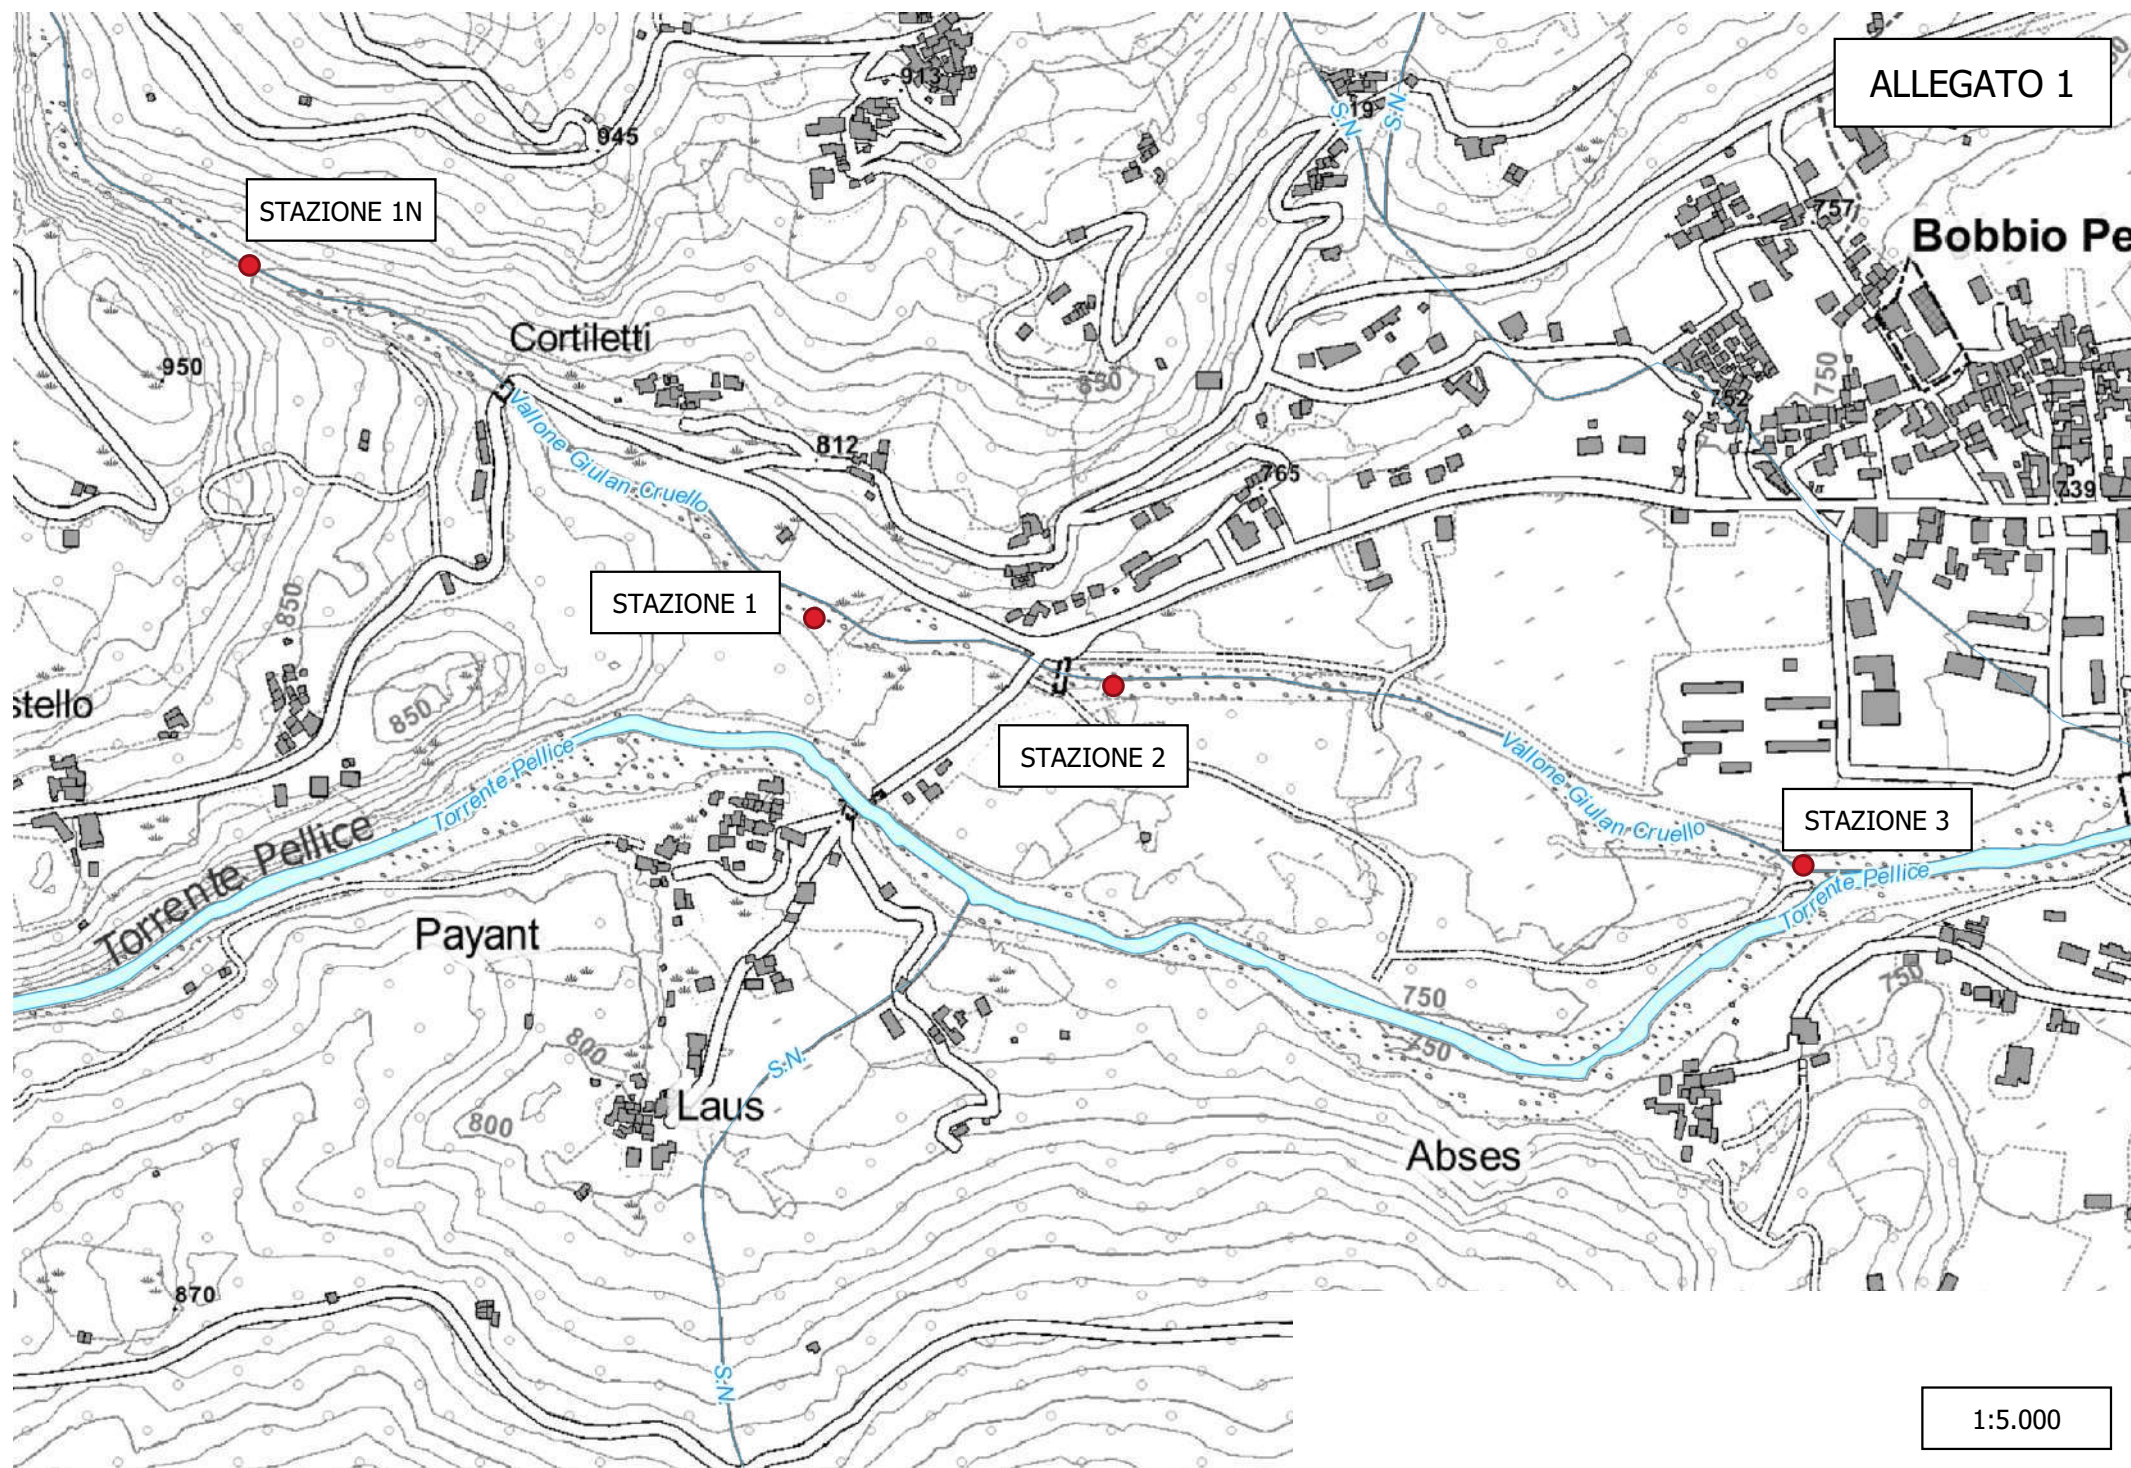 ALLEGATO 1
913
945
19
S.N
S.N
STAZIONE 1N
757
Bobbio Pe
Cortiletti
950
850
750
752
Vallone Giulan Cruello
812
765
739
STAZIONE 1
850
stello
850
Torrente Pellice
STAZIONE 2
Vallone Giulan Cruello
STAZIONE 3
Torrente Pellice
Torrente Pellice
Payant
750
750
750
800
S.N.
Laus
800
Abses
870
S.N.
1:5.000